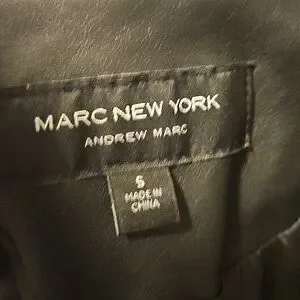 MARC NEW YORK
ANDREW MARC
S
MADE IN
CHINA